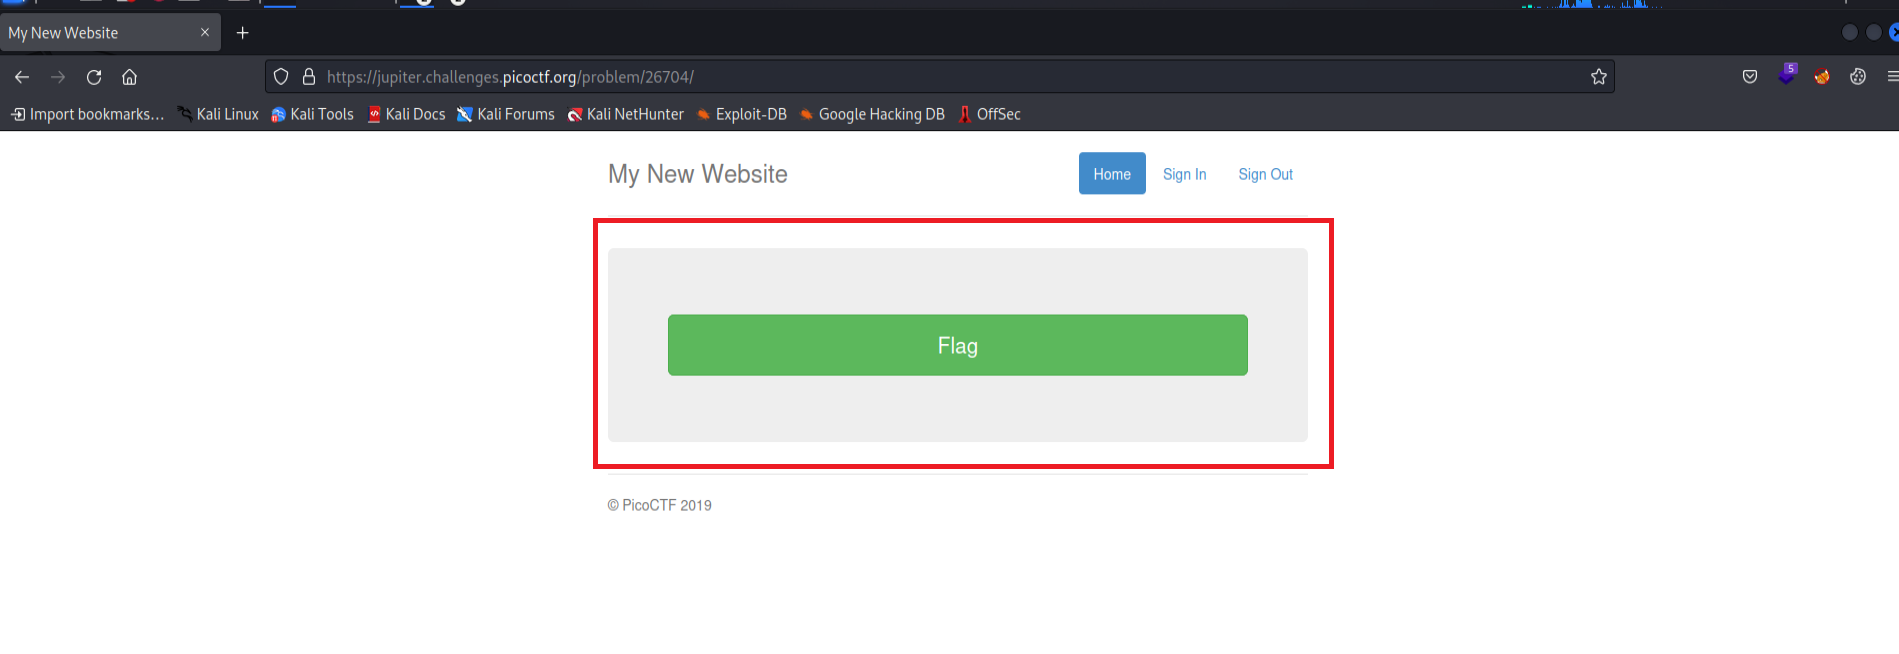 My New Website
https://jupiter.challenges.picoctf.org/problem/26704/
5
Import bookmarks... Kali Linux Kali Tools Kali Docs Kali Forums Kali NetHunter Exploit-DB Google Hacking DB OffSec
My New Website Home Sign In Sign Out
Flag
© PicoCTF 2019